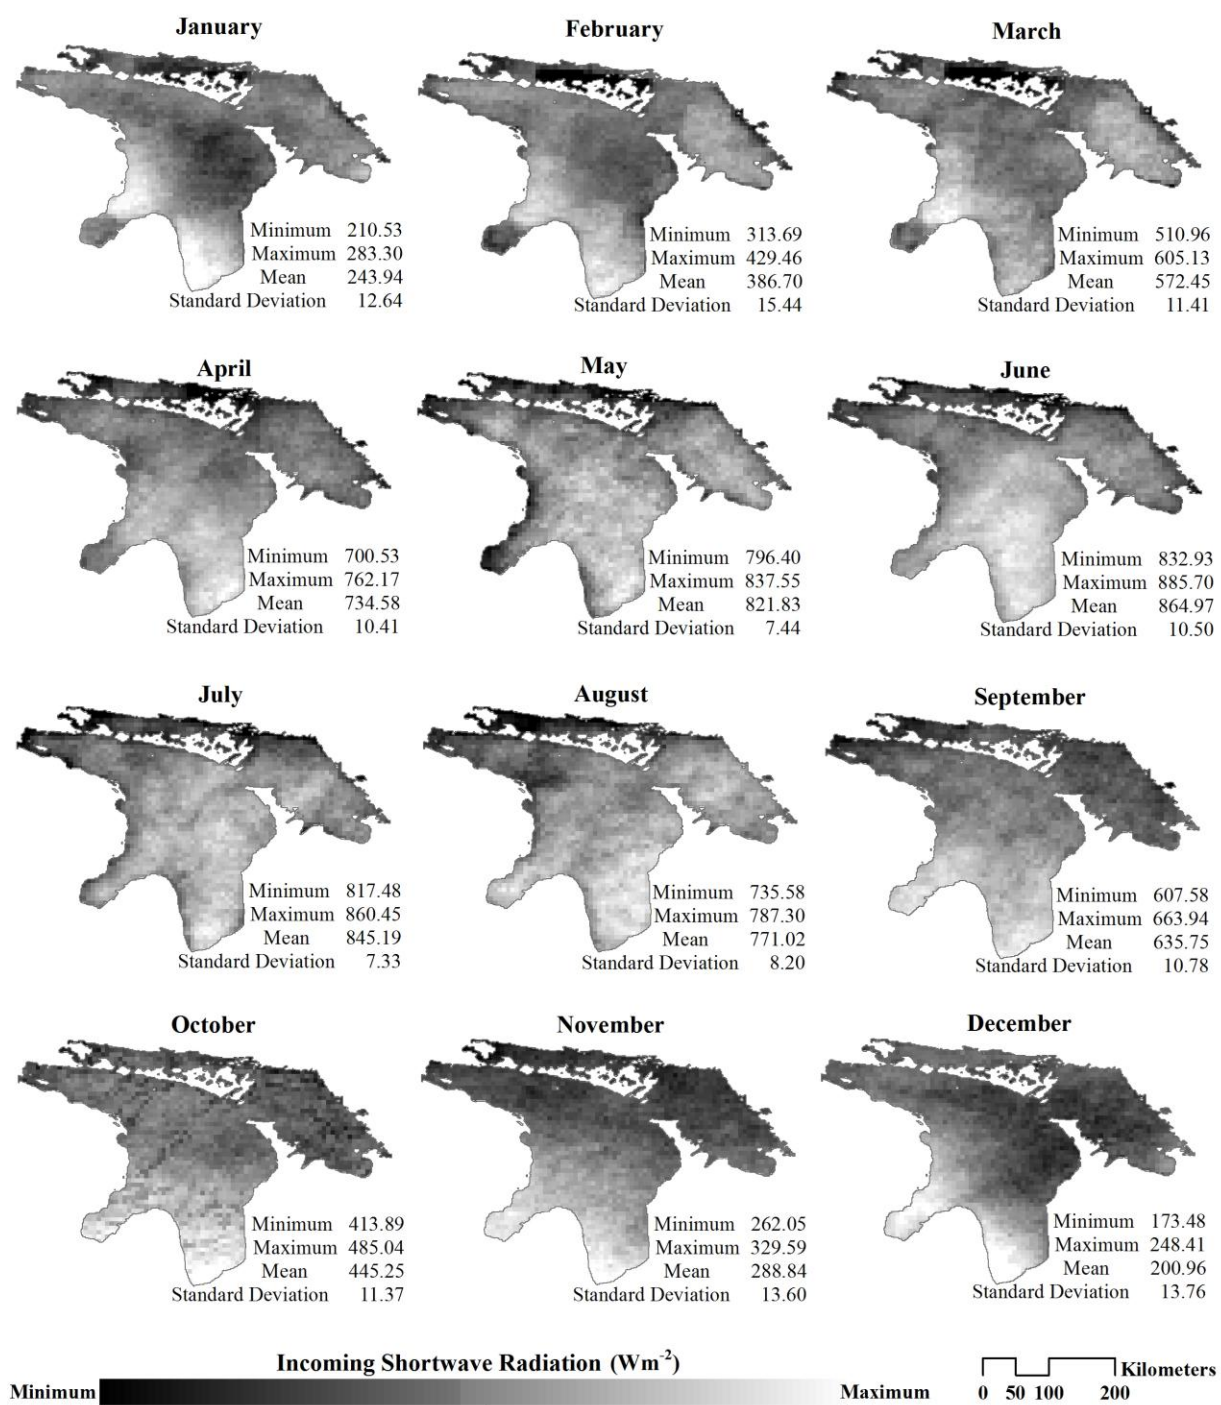 January
February
March
Minimum 210.53
Maximum 283.30
Mean 243.94
Standard Deviation 12.64
Minimum 313.69
Maximum 429.46
Mean 386.70
Standard Deviation 15.44
Minimum 510.96
Maximum 605.13
Mean 572.45
Standard Deviation 11.41
April
May
June
Minimum 700.53
Maximum 762.17
Mean 734.58
Standard Deviation 10.41
Minimum 796.40
Maximum 837.55
Mean 821.83
Standard Deviation 7.44
Minimum 832.93
Maximum 885.70
Mean 864.97
Standard Deviation 10.50
July
August
September
Minimum 817.48
Maximum 860.45
Mean 845.19
Standard Deviation 7.33
Minimum 735.58
Maximum 787.30
Mean 771.02
Standard Deviation 8.20
Minimum 607.58
Maximum 663.94
Mean 635.75
Standard Deviation 10.78
October
November
December
Minimum 413.89
Maximum 485.04
Mean 445.25
Standard Deviation 11.37
Minimum 262.05
Maximum 329.59
Mean 288.84
Standard Deviation 13.60
Minimum 173.48
Maximum 248.41
Mean 200.96
Standard Deviation 13.76
Incoming Shortwave Radiation (Wm⁻²)
Minimum Maximum
Kilometers
0 50 100 200